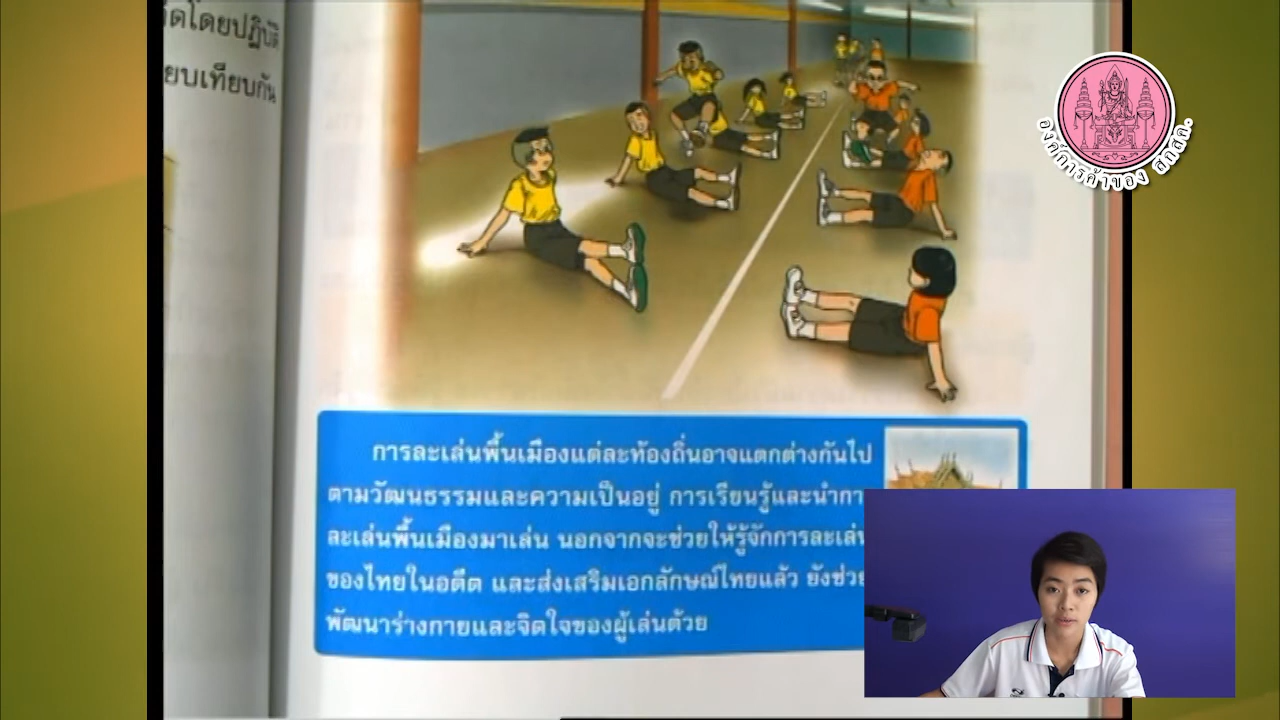 โดยปฏิบัติ
ยบเทียบกัน
องค์การค้าของ สกสค.
การละเล่นพื้นเมืองแต่ละท้องถิ่นอาจแตกต่างกันไป
ตามวัฒนธรรมและความเป็นอยู่ การเรียนรู้และนำกา
ละเล่นพื้นเมืองมาเล่น นอกจากจะช่วยให้รู้จักการละเล่น
ของไทยในอดีต และส่งเสริมเอกลักษณ์ไทยแล้ว ยังช่วย
พัฒนาร่างกายและจิตใจของผู้เล่นด้วย